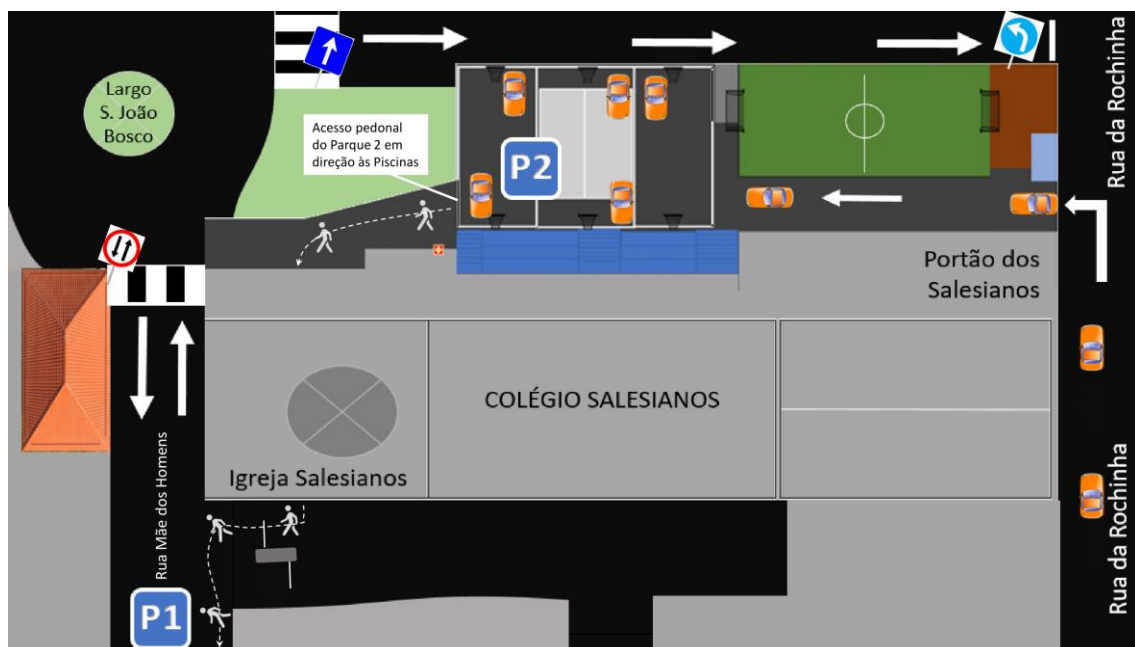 Largo
S. João
Bosco
Acesso pedonal
do Parque 2 em
direção às Piscinas
P2
Rua da Rochinha
Portão dos
Salesianos
COLÉGIO SALESIANOS
Igreja Salesianos
Rua Mãe dos Homens
P1
Rua da Rochinha